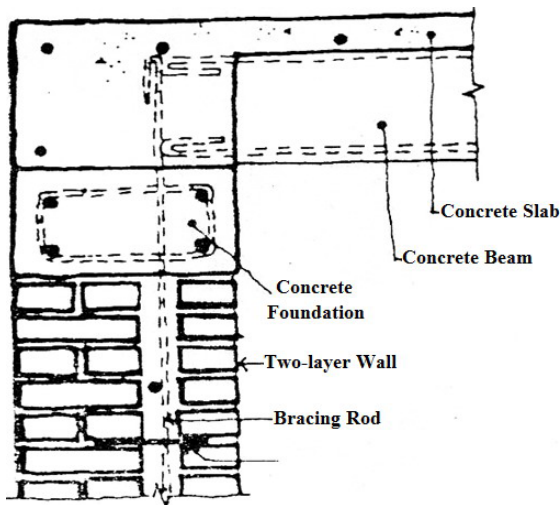 Concrete Slab
Concrete Beam
Concrete
Foundation
Two-layer Wall
Bracing Rod